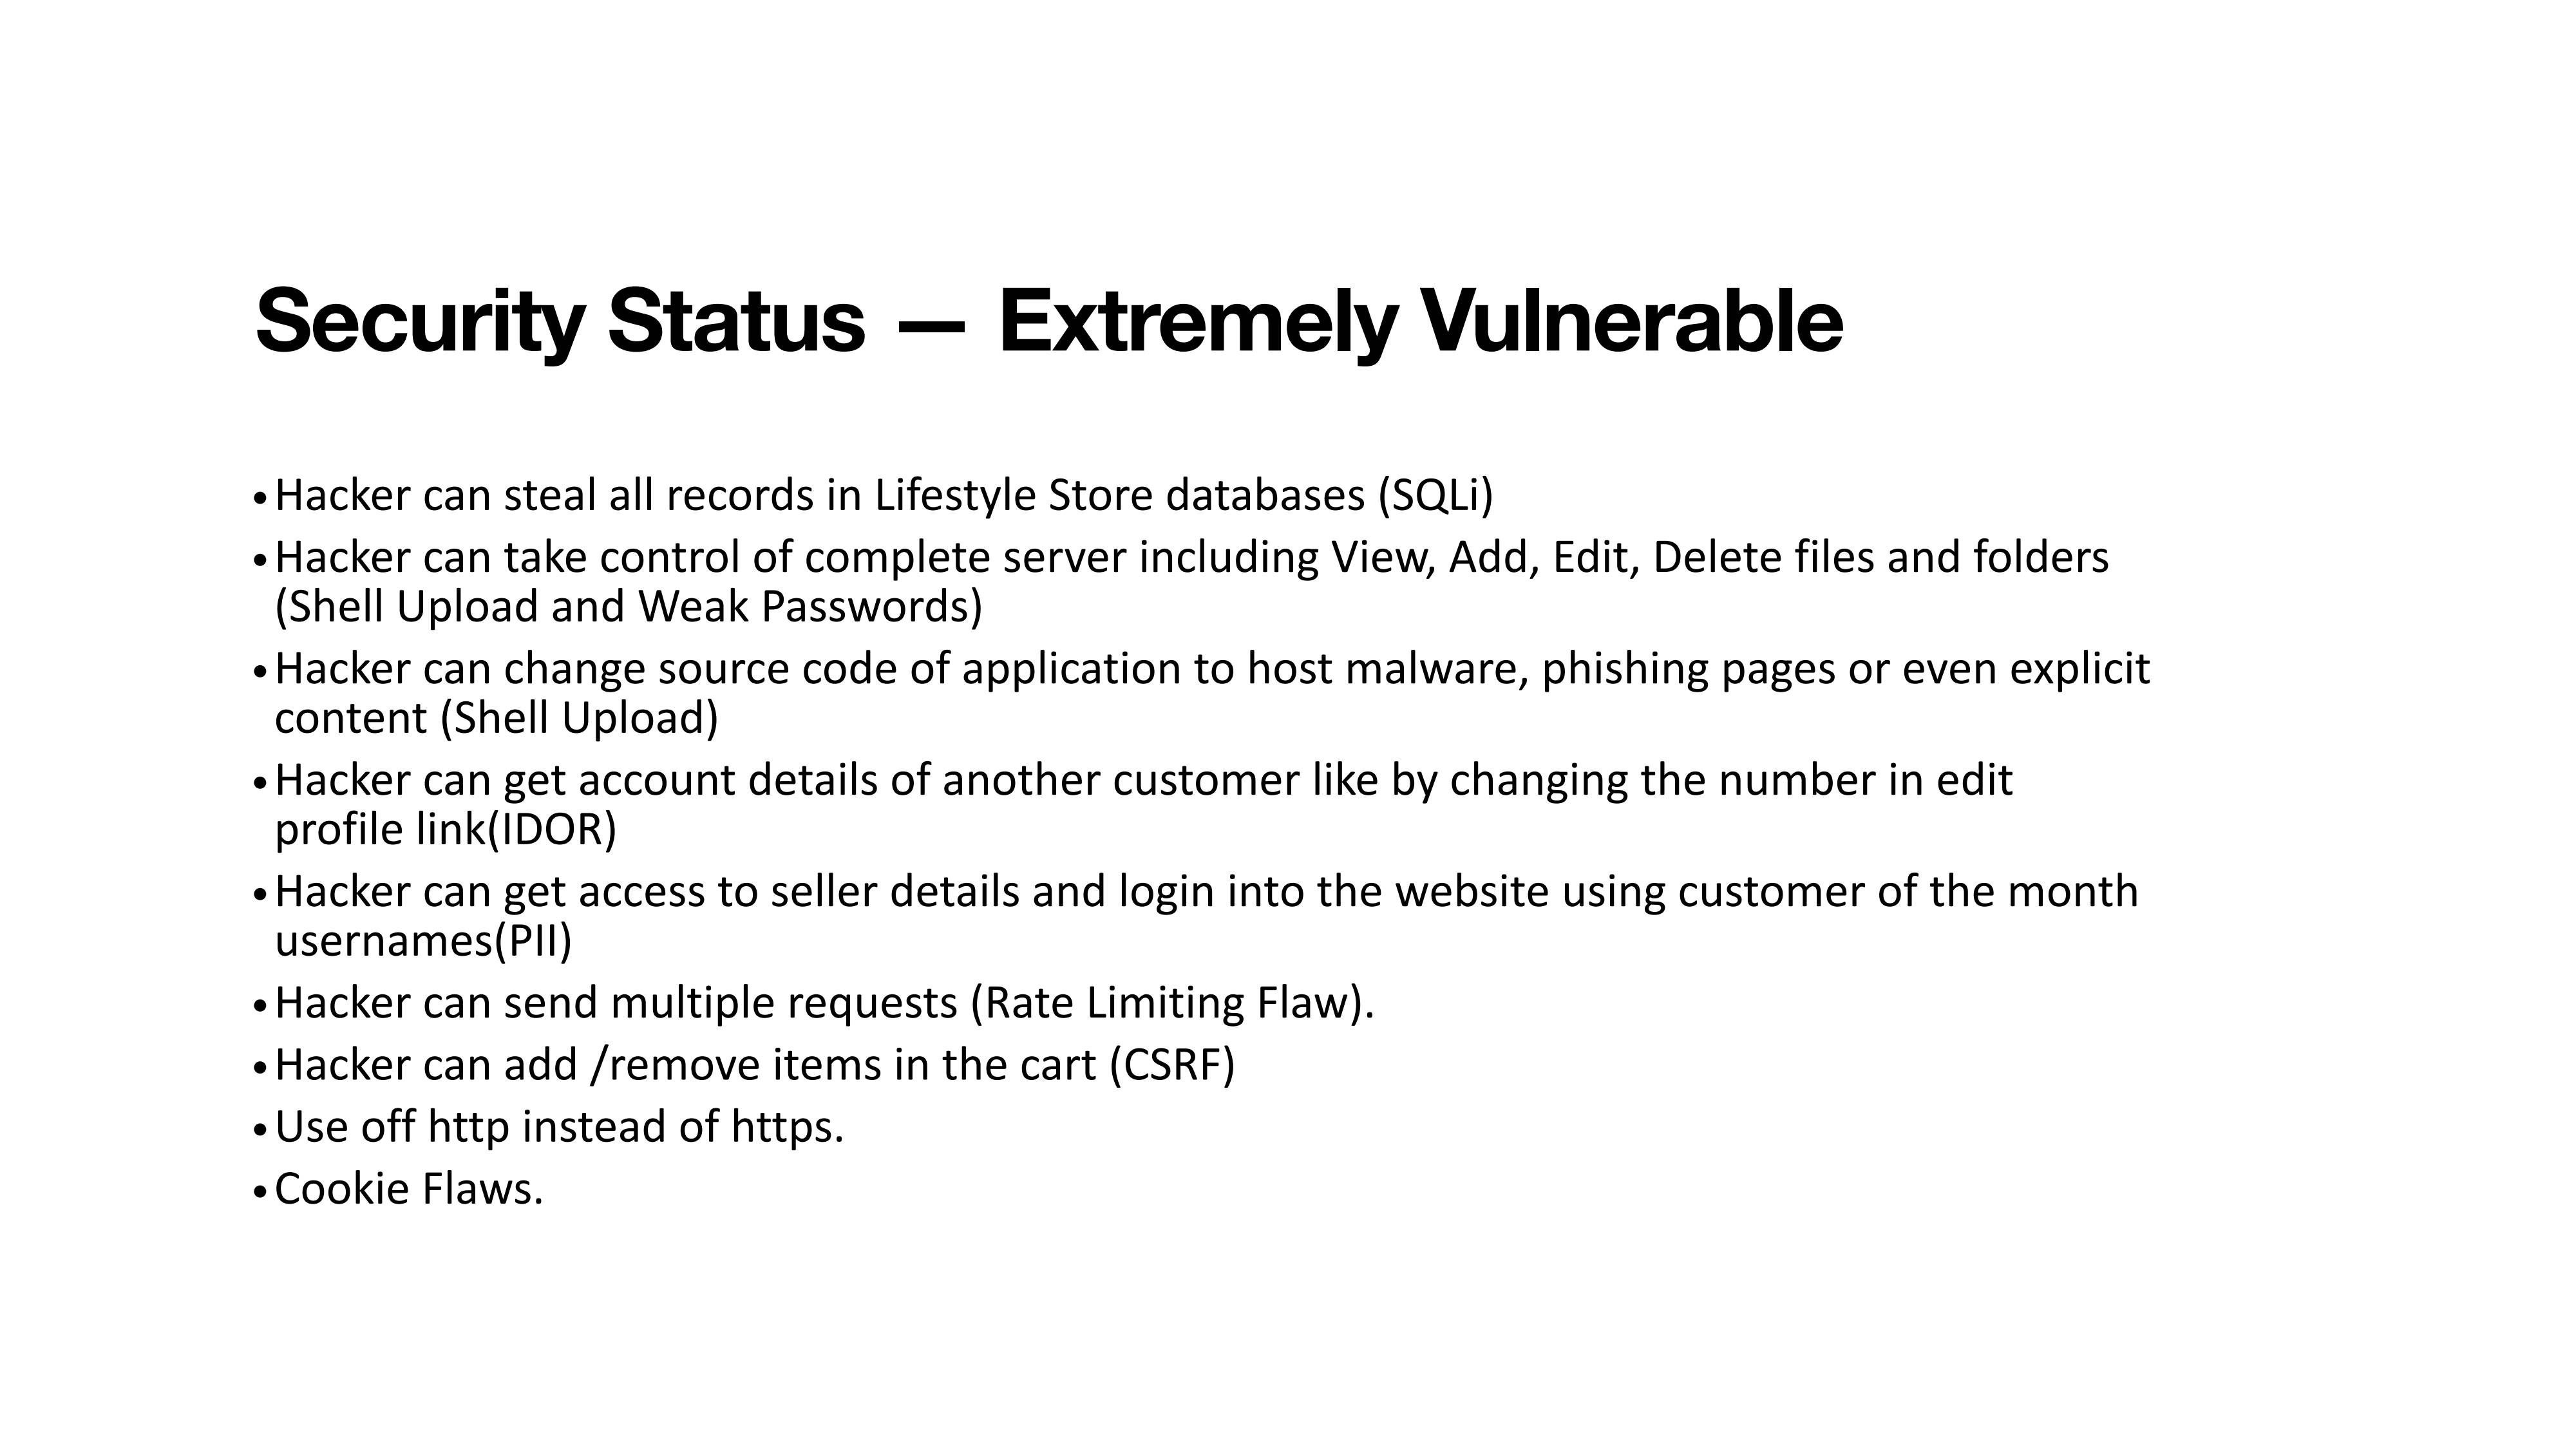 Security Status — Extremely Vulnerable
•Hacker can steal all records in Lifestyle Store databases (SQLi)
•Hacker can take control of complete server including View, Add, Edit, Delete files and folders
(Shell Upload and Weak Passwords)
•Hacker can change source code of application to host malware, phishing pages or even explicit
content (Shell Upload)
•Hacker can get account details of another customer like by changing the number in edit
profile link(IDOR)
•Hacker can get access to seller details and login into the website using customer of the month
usernames(PII)
•Hacker can send multiple requests (Rate Limiting Flaw).
•Hacker can add /remove items in the cart (CSRF)
•Use off http instead of https.
•Cookie Flaws.